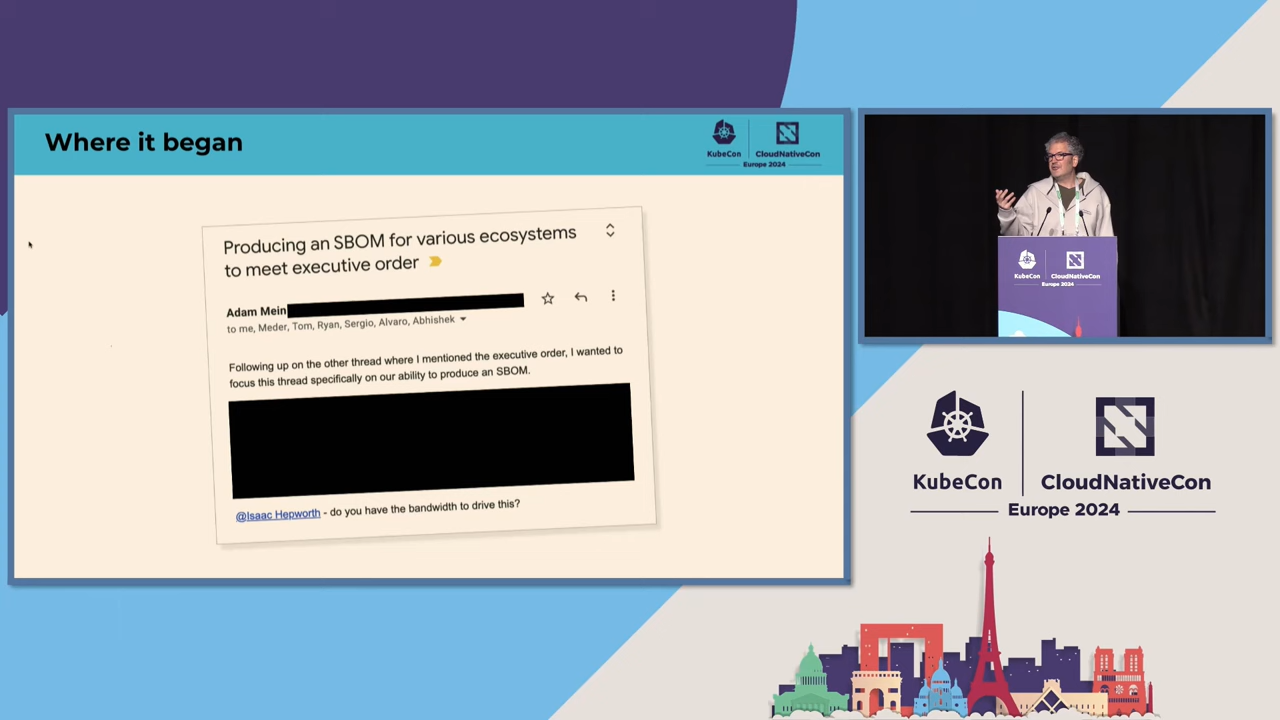 Where it began
KubeCon
CloudNativeCon
Europe 2024
Producing an SBOM for various ecosystems
to meet executive order
Adam Mein
to me, Meder, Tom, Ryan, Sergio, Alvaro, Abhishek
Following up on the other thread where I mentioned the executive order, I wanted to
focus this thread specifically on our ability to produce an SBOM.
@Isaac Hepworth - do you have the bandwidth to drive this?
KubeCon
CloudNativeCon
Europe 2024
KubeCon
CloudNativeCon
Europe 2024